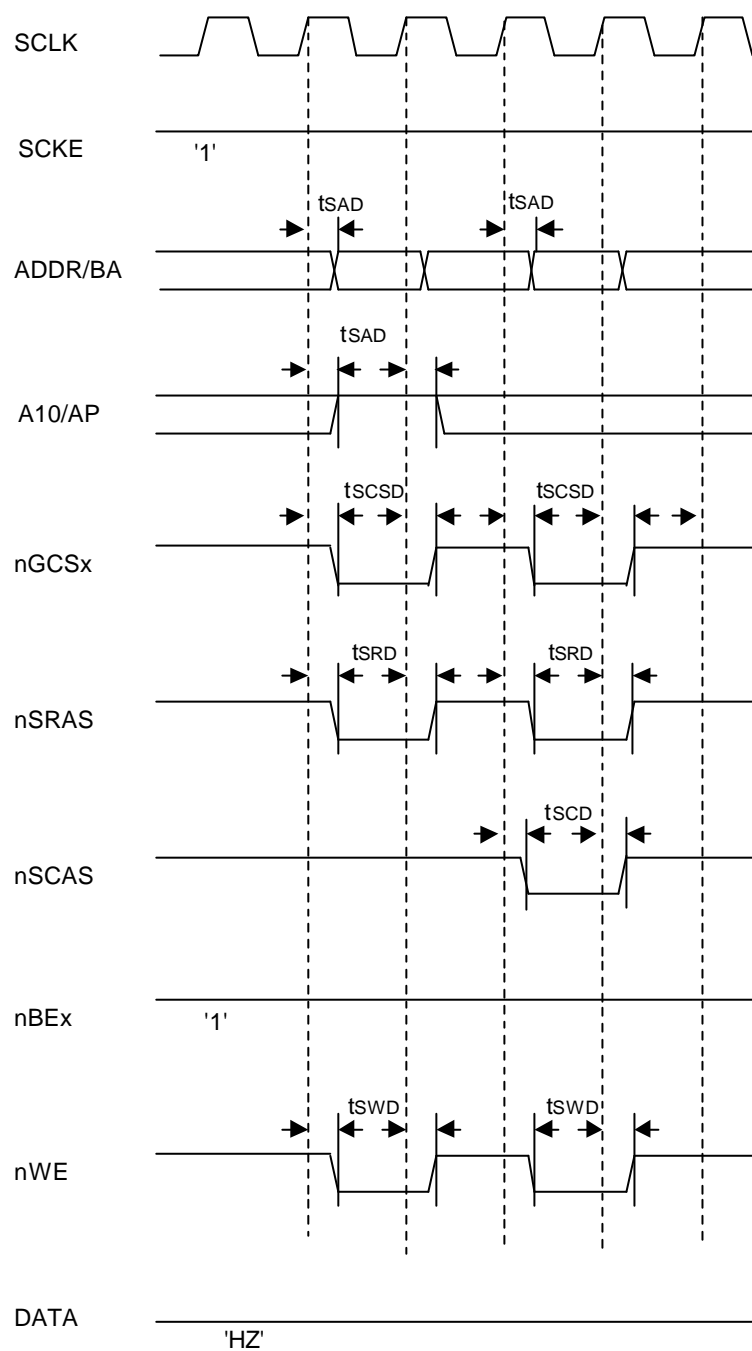 SCLK
SCKE
'1'
tSAD
tSAD
ADDR/BA
tSAD
A10/AP
tSCSD
tSCSD
nGCSx
tSRD
tSRD
nSRAS
tSCD
nSCAS
nBEx
'1'
tSWD
tSWD
nWE
DATA
'HZ'